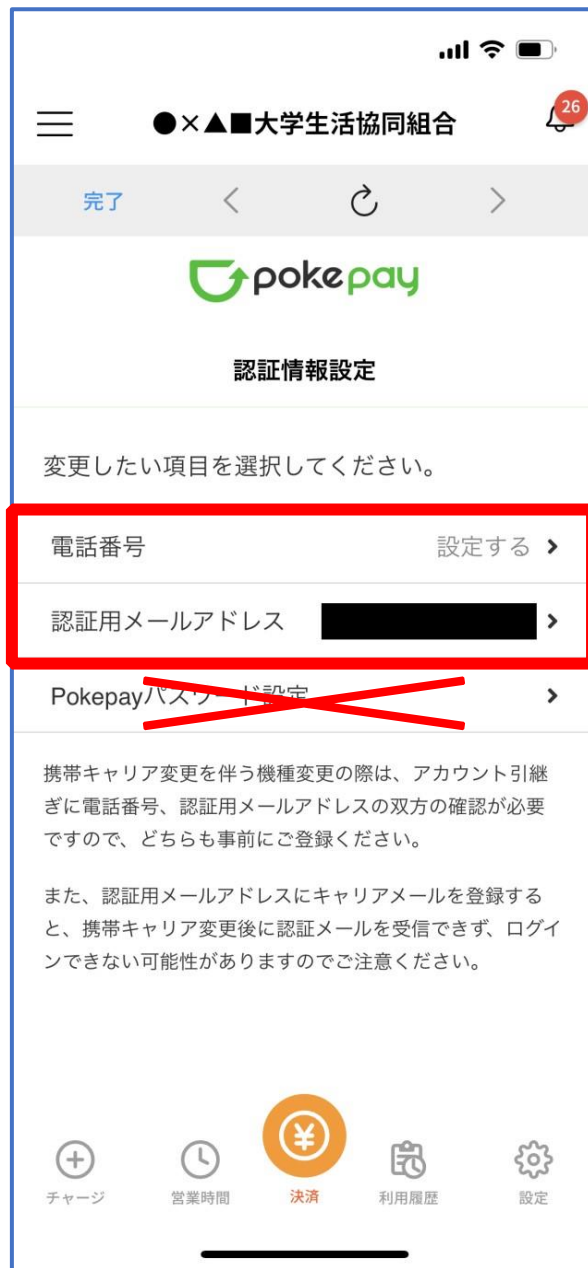 26
●×▲■大学生活協同組合
完了
pokepay
認証情報設定
変更したい項目を選択してください。
電話番号 設定する
認証用メールアドレス
Pokepayパスワード設定
携帯キャリア変更を伴う機種変更の際は、アカウント引継
ぎに電話番号、認証用メールアドレスの双方の確認が必要
ですので、どちらも事前にご登録ください。
また、認証用メールアドレスにキャリアメールを登録する
と、携帯キャリア変更後に認証メールを受信できず、ログイ
ンできない可能性がありますのでご注意ください。
チャージ 営業時間 決済 利用履歴 設定